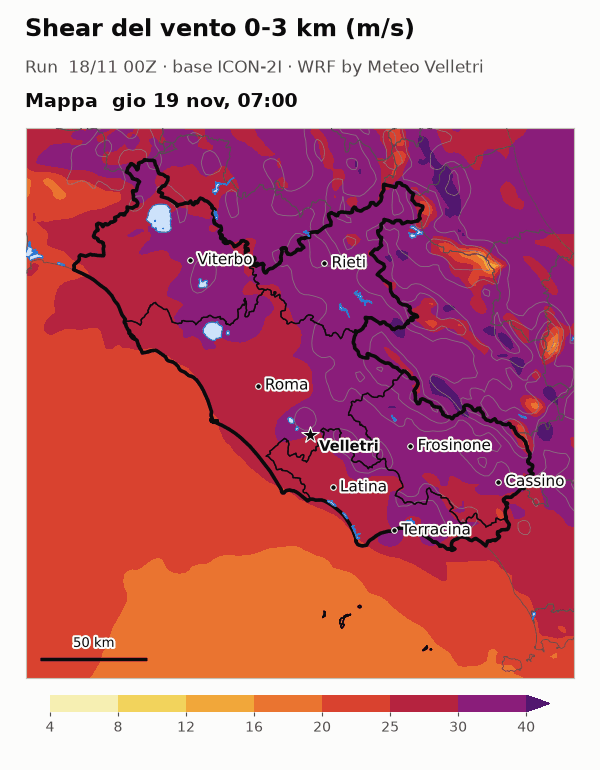 Shear del vento 0-3 km (m/s)
Run  18/11 00Z · base ICON-2I · WRF by Meteo Velletri
Mappa  gio 19 nov, 07:00
Viterbo
Rieti
Roma
Velletri
Frosinone
Cassino
Latina
Terracina
50 km
4 8 12 16 20 25 30 40